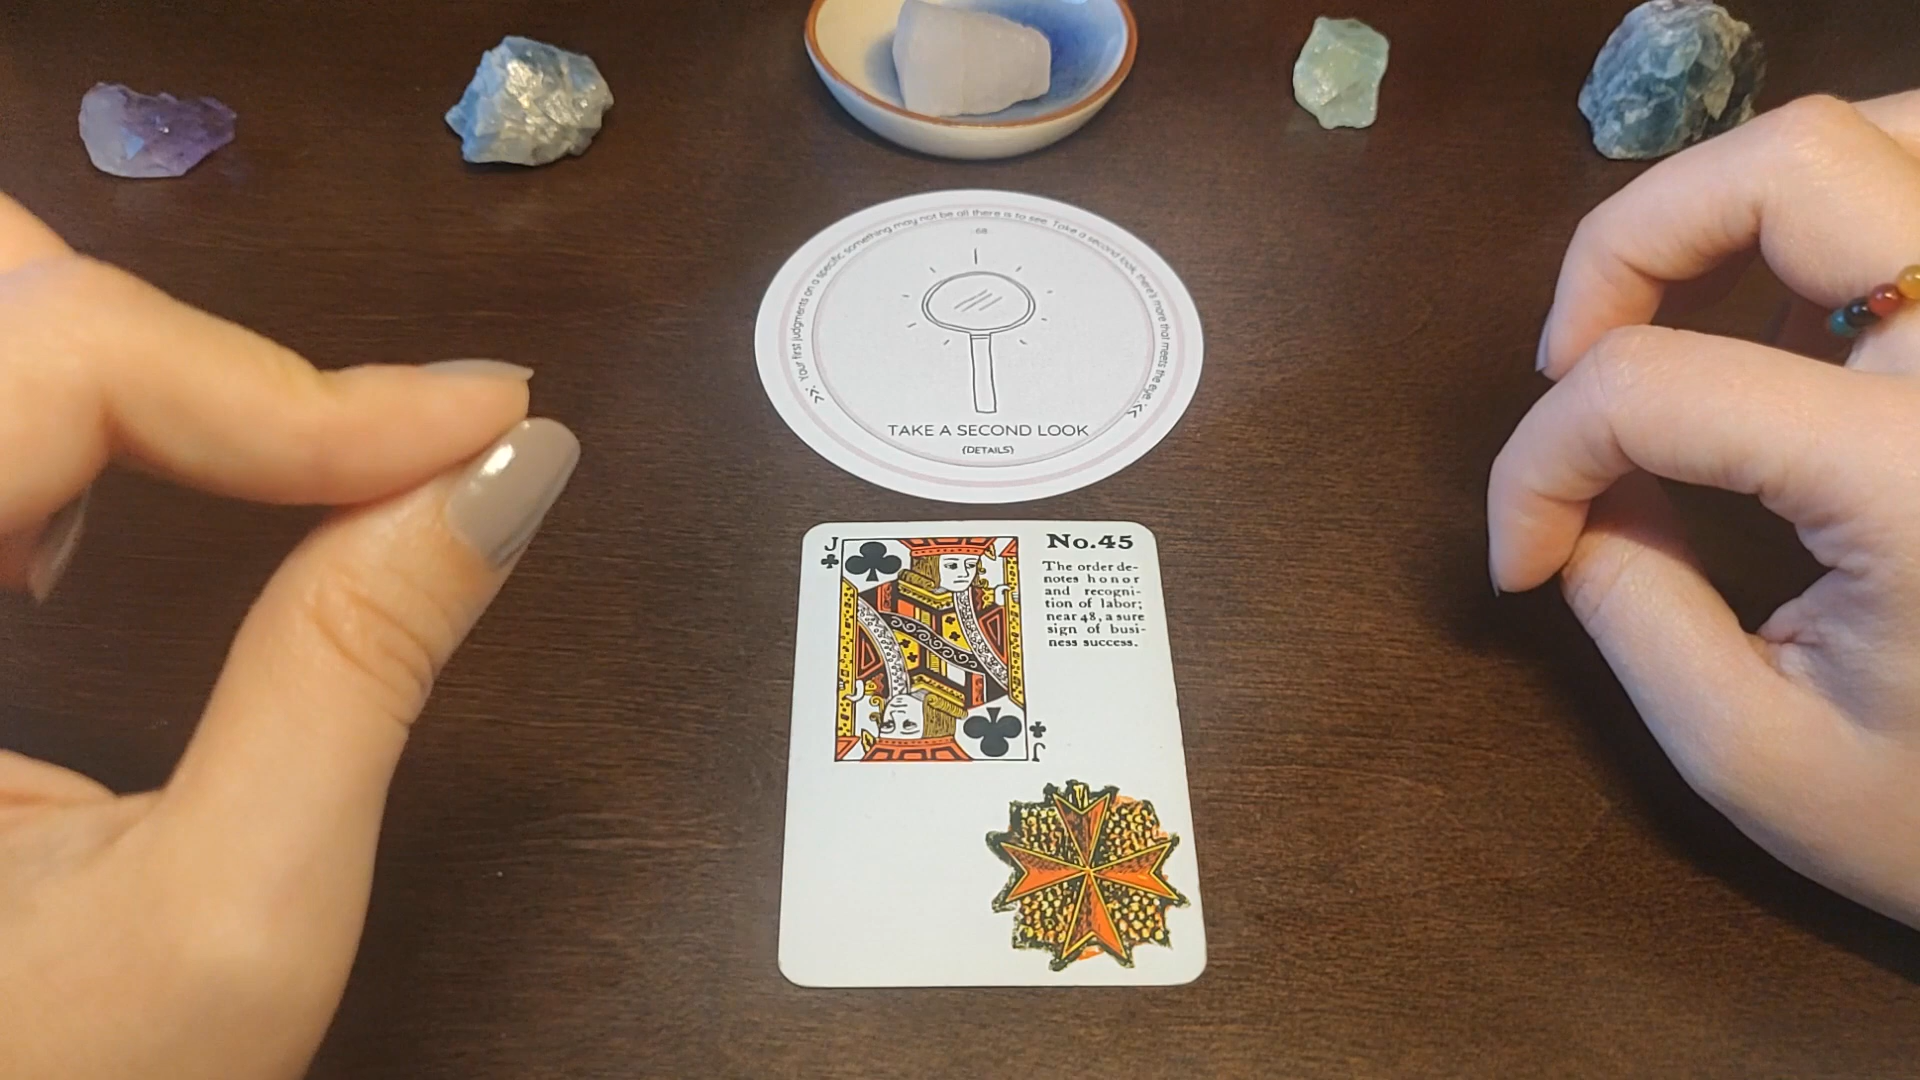 Your first judgments on a specific something may not be all there is to see. Take a second look, there's more that meets the eye.
68
TAKE A SECOND LOOK
(DETAILS)
J
No.45
The order de-
notes honor
and recogni-
tion of labor;
near 48, a sure
sign of busi-
ness success.
J